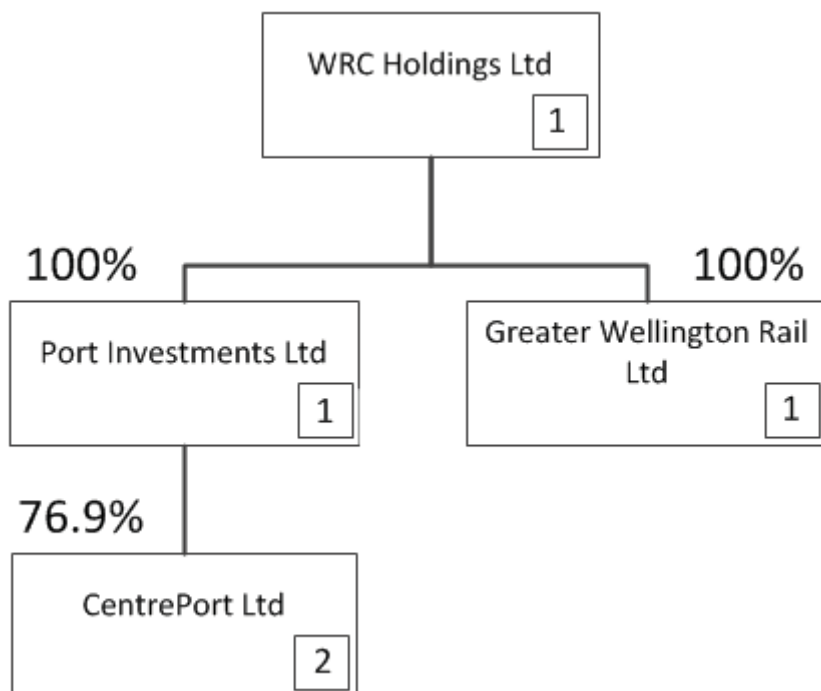 WRC Holdings Ltd
1
100%
100%
Port Investments Ltd
1
Greater Wellington Rail
Ltd
1
76.9%
CentrePort Ltd
2